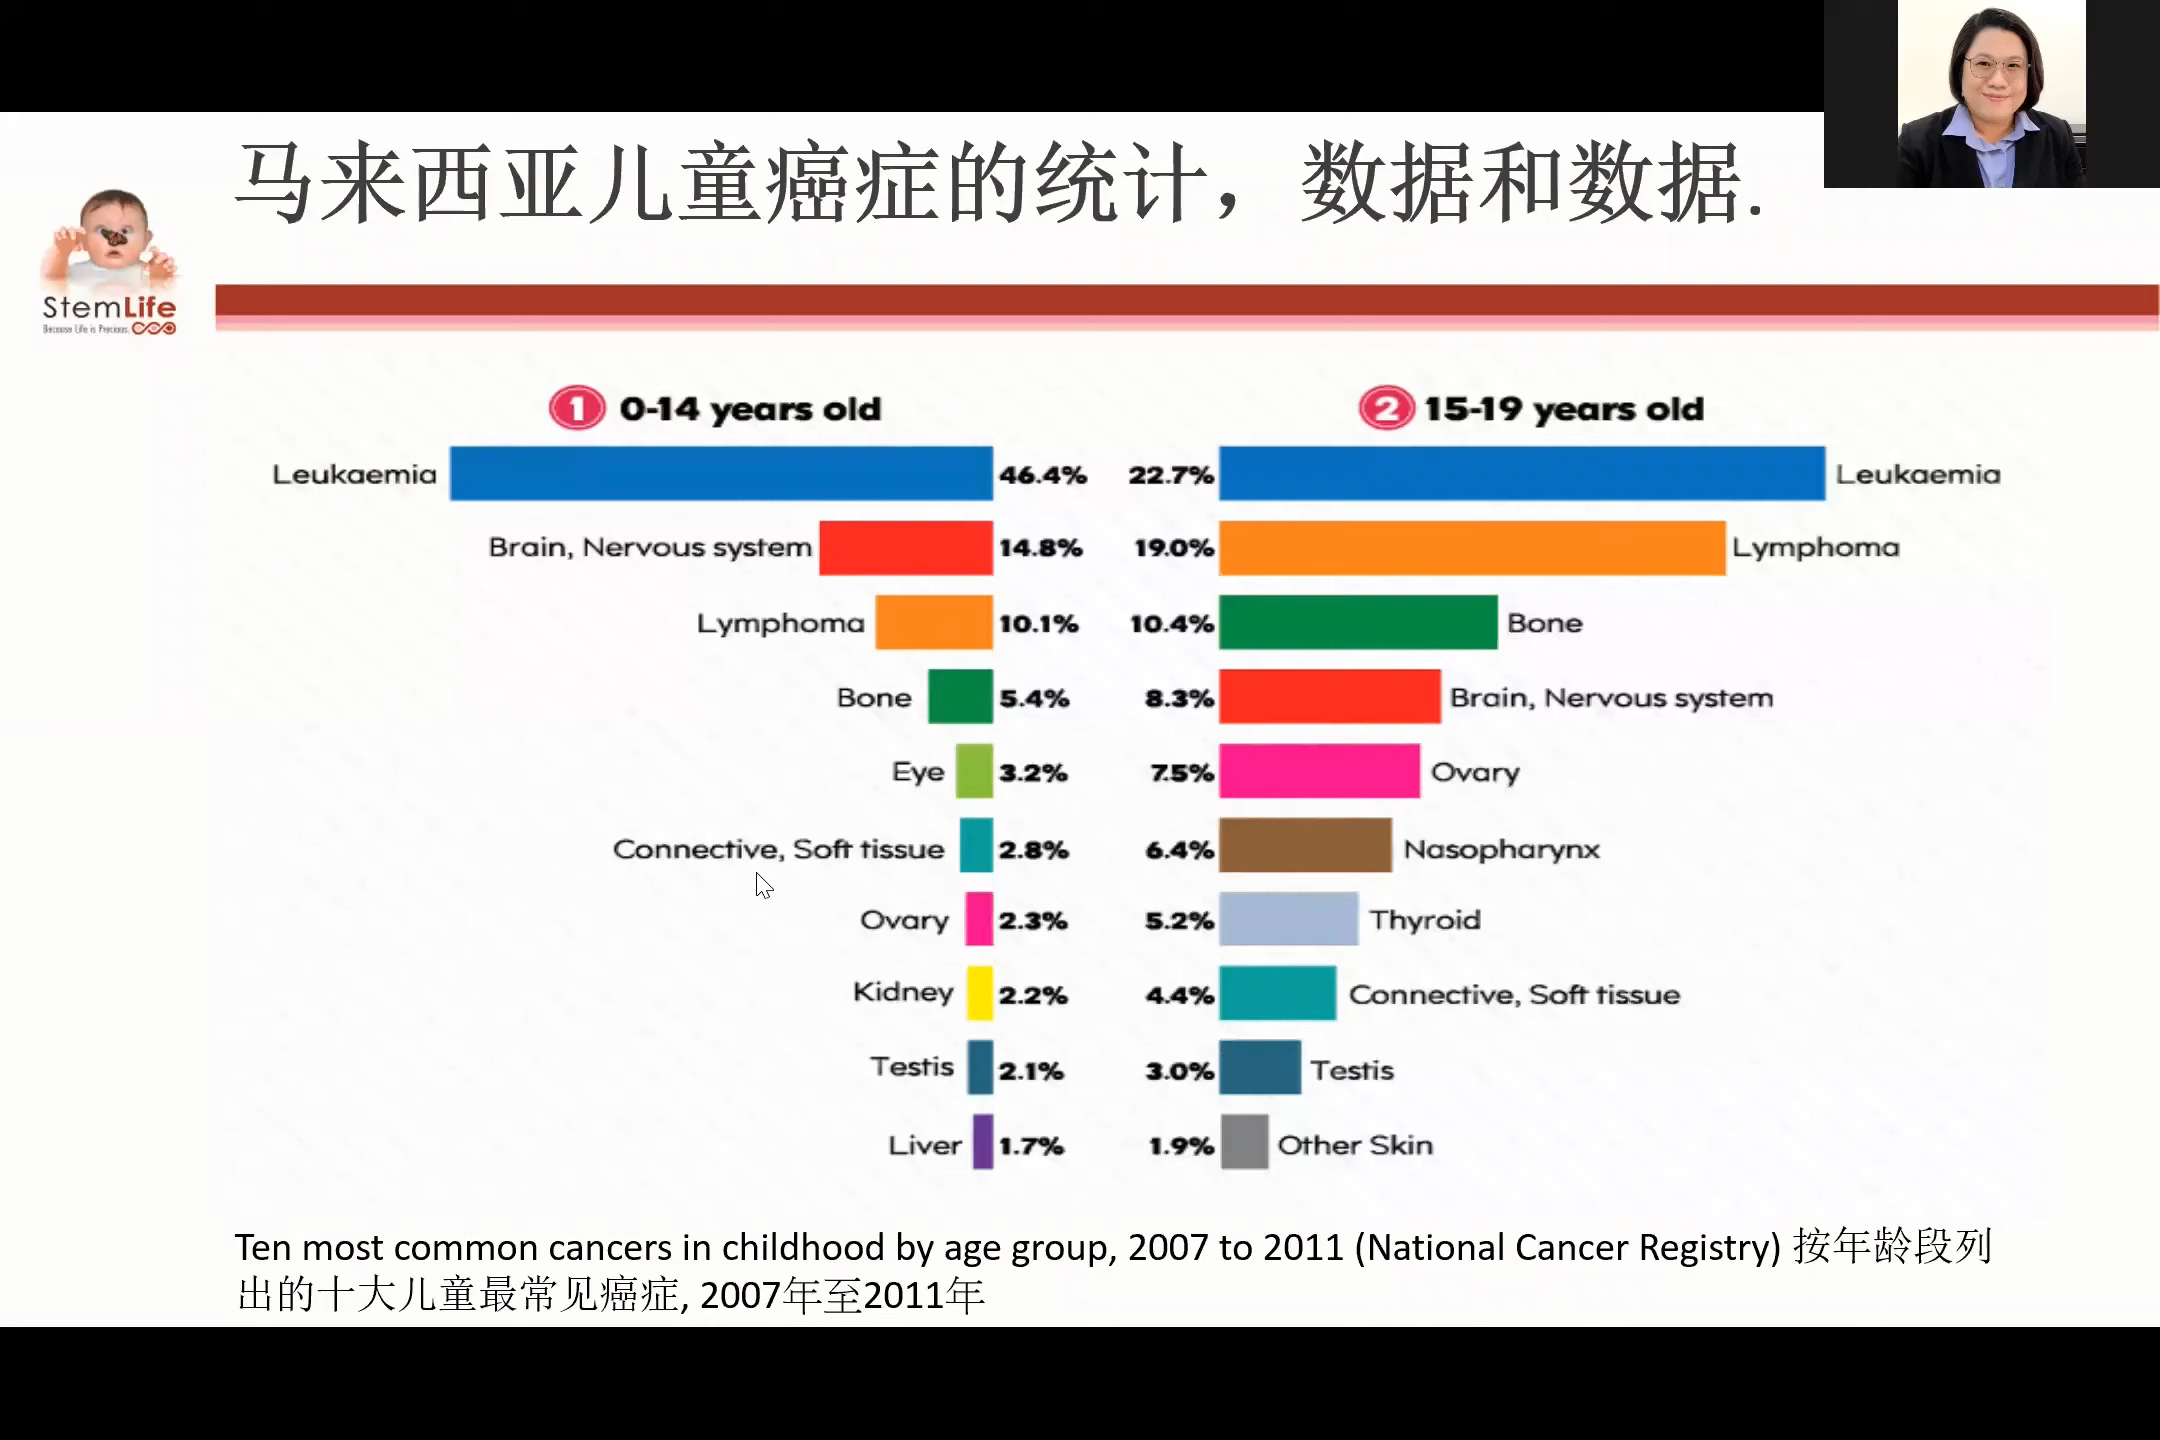 马来西亚儿童癌症的统计，数据和数据.
StemLife
Because Life is Precious.
1 0-14 years old
Leukaemia 46.4%
Brain, Nervous system 14.8%
Lymphoma 10.1%
Bone 5.4%
Eye 3.2%
Connective, Soft tissue 2.8%
Ovary 2.3%
Kidney 2.2%
Testis 2.1%
Liver 1.7%
2 15-19 years old
22.7% Leukaemia
19.0% Lymphoma
10.4% Bone
8.3% Brain, Nervous system
7.5% Ovary
6.4% Nasopharynx
5.2% Thyroid
4.4% Connective, Soft tissue
3.0% Testis
1.9% Other Skin
Ten most common cancers in childhood by age group, 2007 to 2011 (National Cancer Registry) 按年龄段列
出的十大儿童最常见癌症, 2007年至2011年